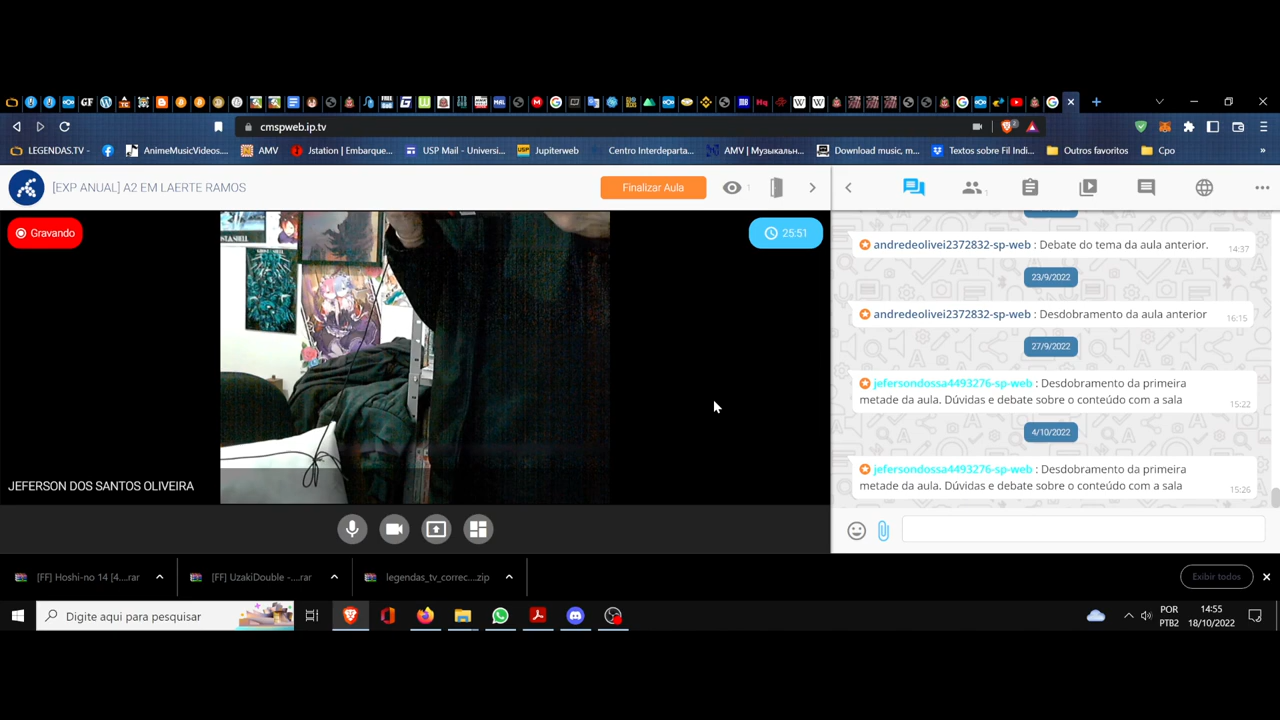 cmspweb.ip.tv
2
LEGENDAS.TV -
AnimeMusicVideos...
AMV
Jstation | Embarque...
USP Mail - Universi...
Jupiterweb
Centro Interdeparta...
AMV | Музыкальн...
Download music, m...
Textos sobre Fil Indi...
Outros favoritos
Cpo
»
[EXP ANUAL] A2 EM LAERTE RAMOS
Finalizar Aula
1
1
Gravando
25:51
JEFERSON DOS SANTOS OLIVEIRA
andredeolivei2372832-sp-web : Debate do tema da aula anterior.
14:37
23/9/2022
andredeolivei2372832-sp-web : Desdobramento da aula anterior
16:15
27/9/2022
jefersondossa4493276-sp-web : Desdobramento da primeira
metade da aula. Dúvidas e debate sobre o conteúdo com a sala
15:22
4/10/2022
jefersondossa4493276-sp-web : Desdobramento da primeira
metade da aula. Dúvidas e debate sobre o conteúdo com a sala
15:26
[FF] Hoshi-no 14 [4....rar
[FF] UzakiDouble -....rar
legendas_tv_correc....zip
Exibir todos
Digite aqui para pesquisar
POR
PTB2
14:55
18/10/2022